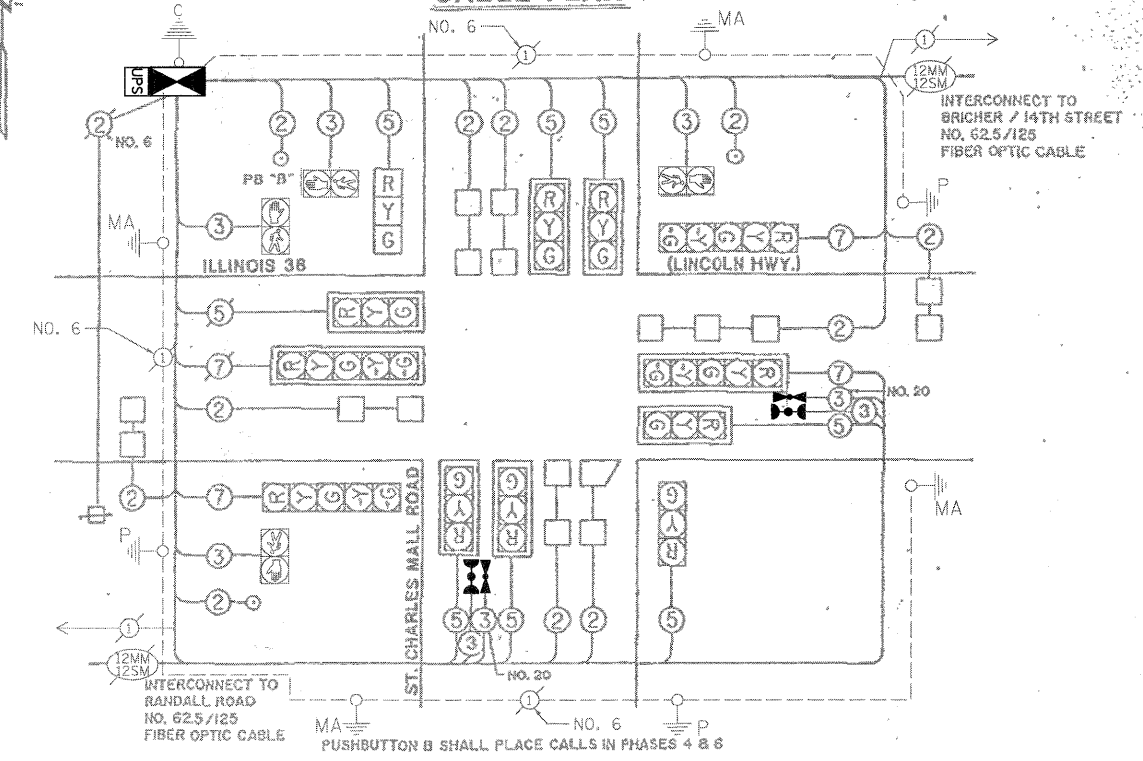 C
NO. 6
1
MA
1
UPS
12MM
12SM
INTERCONNECT TO
BRICHER / 14TH STREET
NO. 62.5/125
FIBER OPTIC CABLE
2
NO. 6
2
3
5
2
2
5
5
3
2
PB "B"
R
Y
G
R
Y
G
R
Y
G
P
MA
3
R Y G Y G
7
2
ILLINOIS 38
(LINCOLN HWY.)
5
R Y G
NO. 6
1
2
7
R Y G Y G
R Y G Y G
7
NO. 20
3
3
2
R Y G
5
2
7
R Y G Y G
ST. CHARLES MALL ROAD
R
Y
G
R
Y
G
R
Y
G
MA
P
3
2
1
5
3
5
2
2
5
3
12MM
12SM
NO. 20
INTERCONNECT TO
RANDALL ROAD
NO. 62.5/125
FIBER OPTIC CABLE
MA
1
NO. 6
P
PUSHBUTTON B SHALL PLACE CALLS IN PHASES 4 & 6